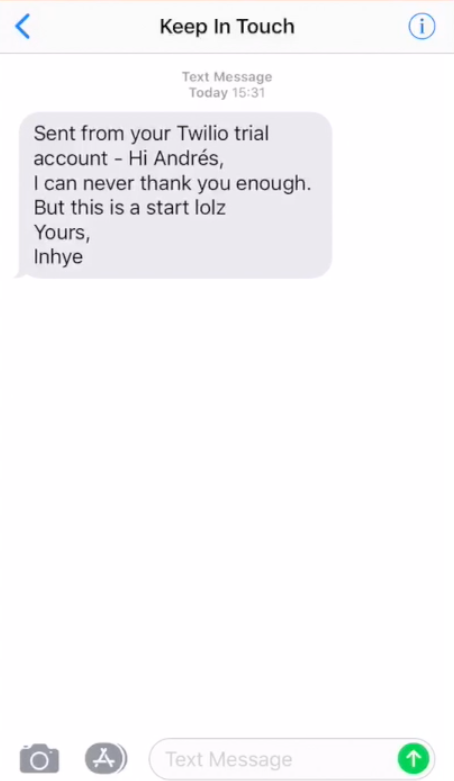 Keep In Touch
Text Message
Today 15:31
Sent from your Twilio trial
account - Hi Andrés,
I can never thank you enough.
But this is a start lolz
Yours,
Inhye
Text Message